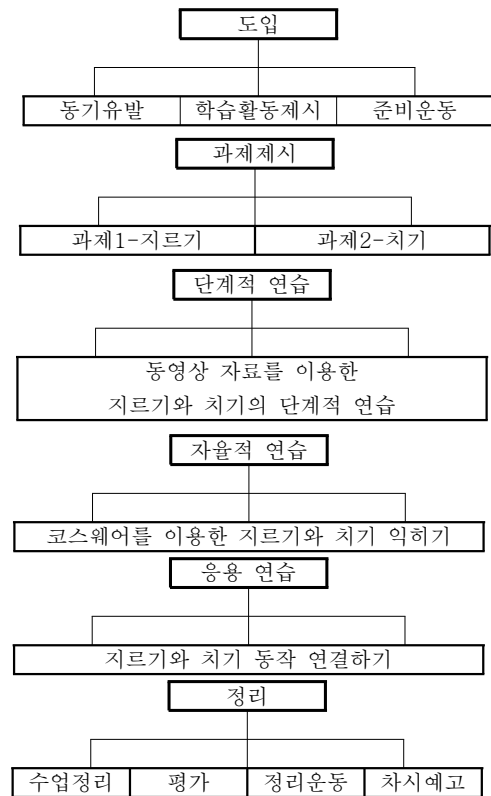 도입
동기유발 학습활동제시 준비운동
과제제시
과제1-지르기 과제2-치기
단계적 연습
동영상 자료를 이용한
지르기와 치기의 단계적 연습
자율적 연습
코스웨어를 이용한 지르기와 치기 익히기
응용 연습
지르기와 치기 동작 연결하기
정리
수업정리 평가 정리운동 차시예고